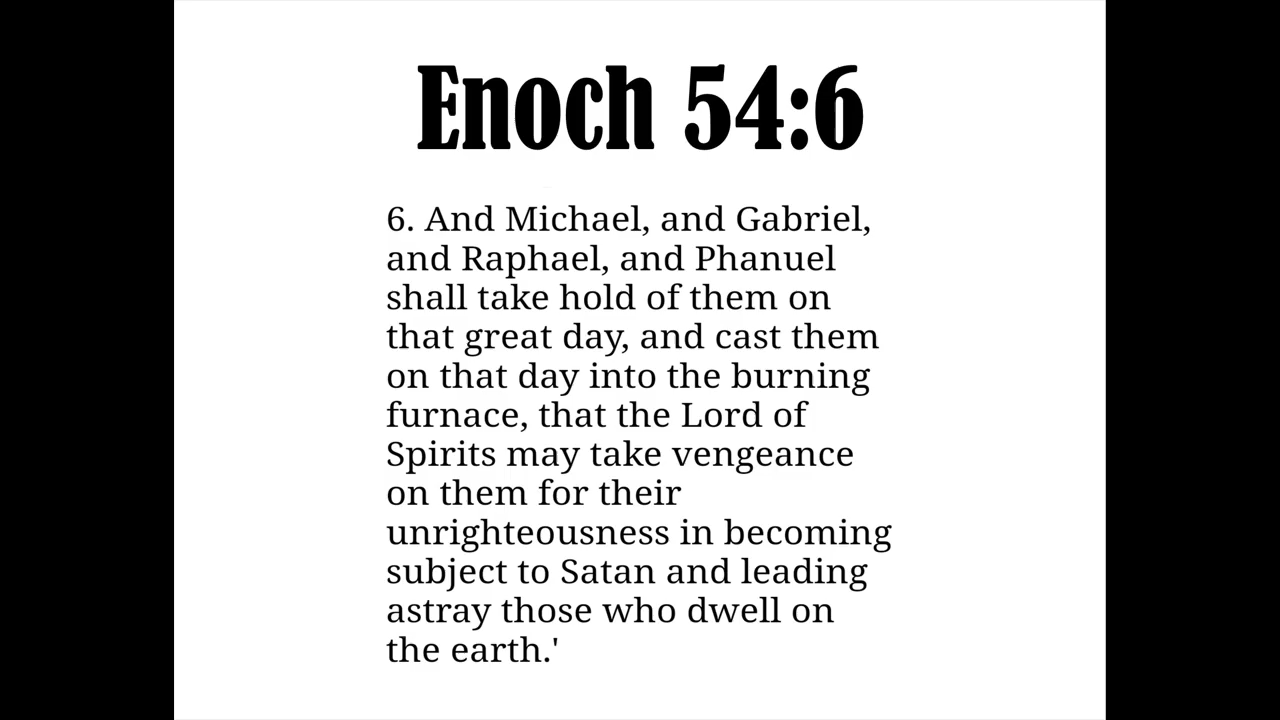 Enoch 54:6
6. And Michael, and Gabriel,
and Raphael, and Phanuel
shall take hold of them on
that great day, and cast them
on that day into the burning
furnace, that the Lord of
Spirits may take vengeance
on them for their
unrighteousness in becoming
subject to Satan and leading
astray those who dwell on
the earth.'